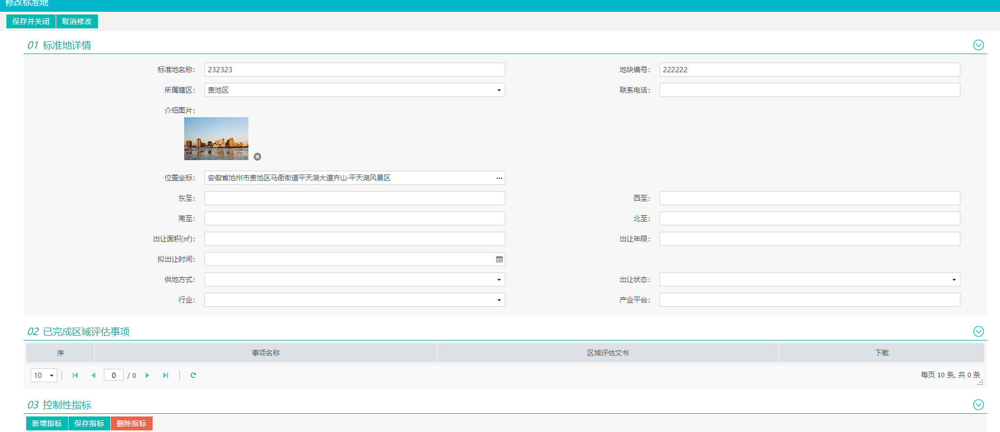 修改标准地
保存并关闭 取消修改
01 标准地详情
标准地名称: 232323 地块编号: 222222
所属辖区: 贵池区 联系电话:
介绍图片:
位置坐标: 安徽省池州市贵池区马衙街道平天湖大道齐山·平天湖风景区 ...
东至: 西至:
南至: 北至:
出让面积(㎡): 出让年限:
拟出让时间:
供地方式: 出让状态:
行业: 产业平台:
02 已完成区域评估事项
序 事项名称 区域评估文书 下载
10 0 / 0 每页 10 条, 共 0 条
03 控制性指标
新增指标 保存指标 删除指标